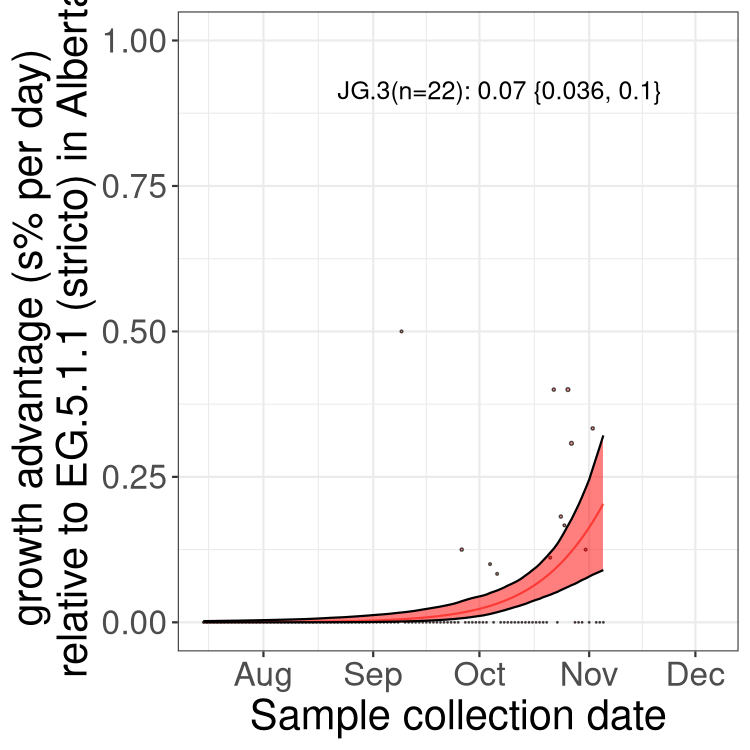 growth advantage (s% per day)
relative to EG.5.1.1 (stricto) in Alberta
1.00
JG.3(n=22): 0.07 {0.036, 0.1}
0.75
0.50
0.25
0.00
Aug Sep Oct Nov Dec
Sample collection date